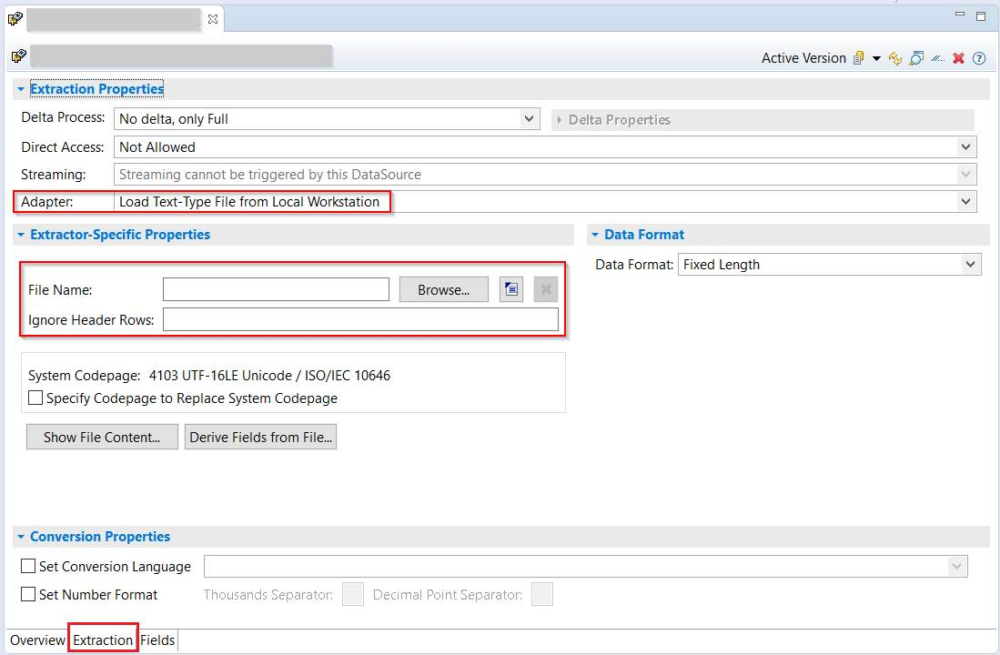 Active Version
Extraction Properties
Delta Process: No delta, only Full Delta Properties
Direct Access: Not Allowed
Streaming: Streaming cannot be triggered by this DataSource
Adapter: Load Text-Type File from Local Workstation
Extractor-Specific Properties Data Format
Data Format: Fixed Length
File Name: Browse...
Ignore Header Rows:
System Codepage: 4103 UTF-16LE Unicode / ISO/IEC 10646
Specify Codepage to Replace System Codepage
Show File Content... Derive Fields from File...
Conversion Properties
Set Conversion Language
Set Number Format Thousands Separator: Decimal Point Separator:
Overview Extraction Fields